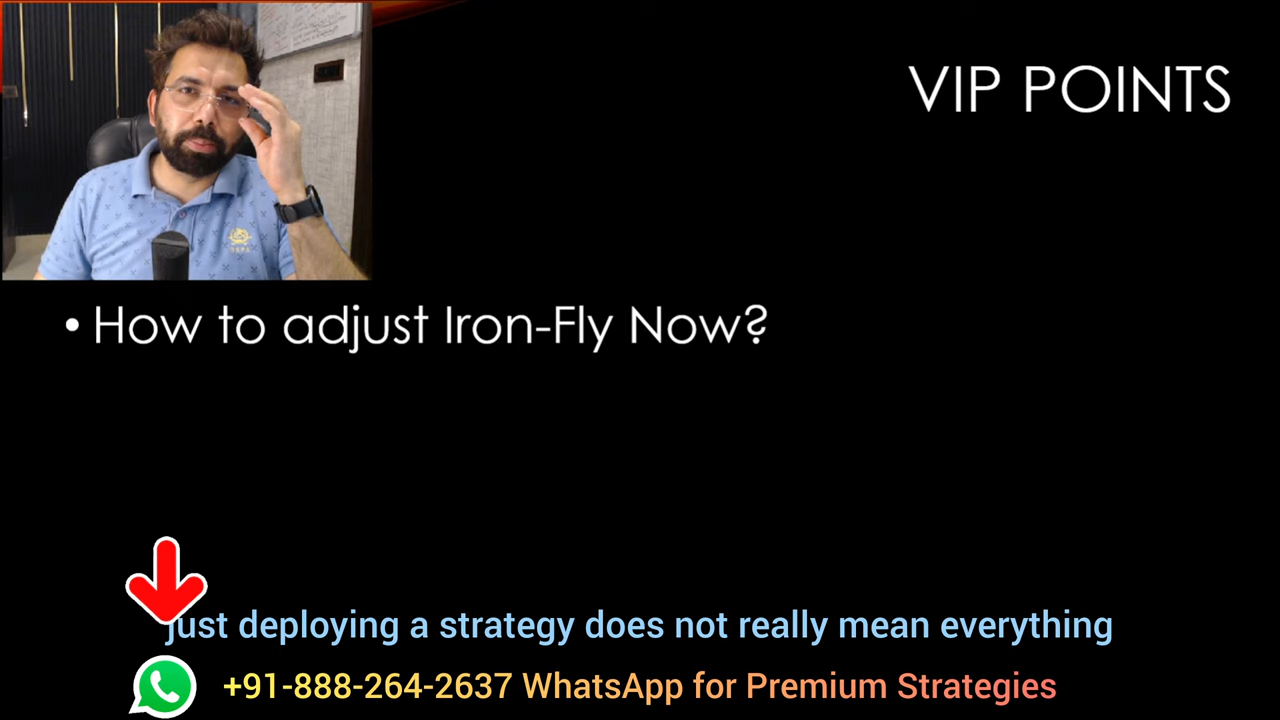 VIP POINTS
• How to adjust Iron-Fly Now?
just deploying a strategy does not really mean everything
+91-888-264-2637 WhatsApp for Premium Strategies